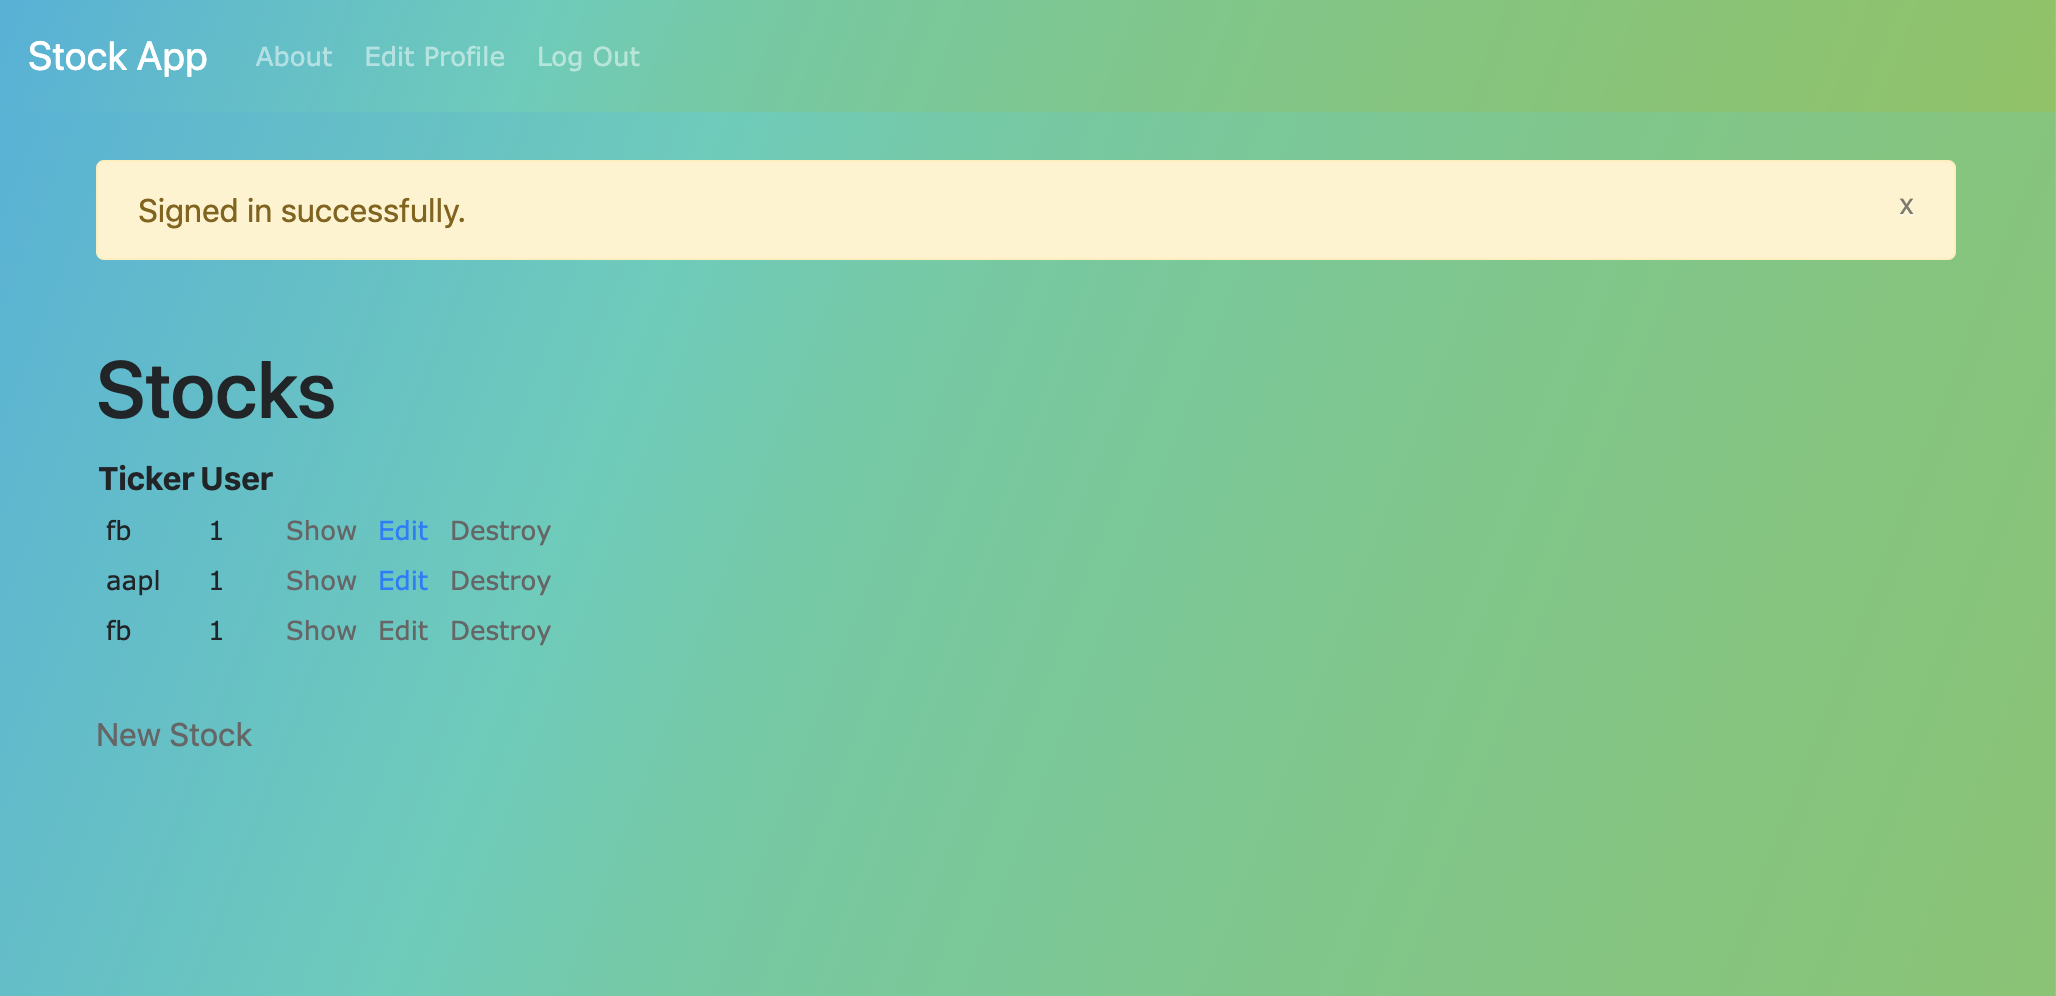 Stock App About Edit Profile Log Out
Signed in successfully. x
Stocks
Ticker User
fb 1 Show Edit Destroy
aapl 1 Show Edit Destroy
fb 1 Show Edit Destroy
New Stock